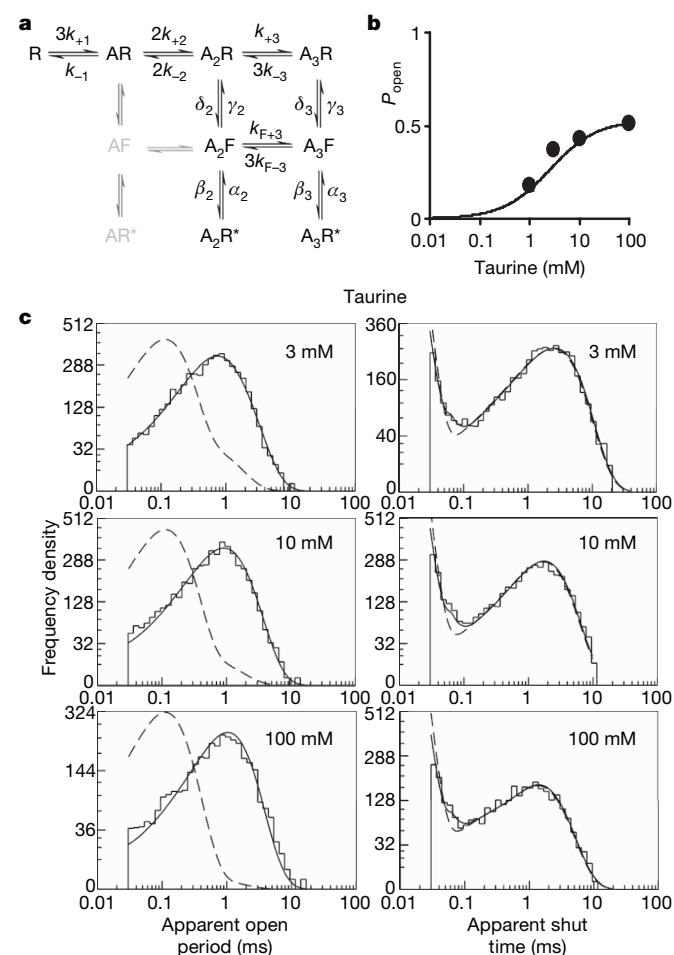 a
3k+1 2k+2 k+3
R AR A2R A3R
k−1 2k−2 3k−3
δ2 γ2 δ3 γ3
kF+3
AF A2F A3F
3kF−3
β2 α2 β3 α3
AR* A2R* A3R*
b
1
0.5
0
Popen
0.01 0.1 1 10 100
Taurine (mM)
Taurine
c
Frequency density
512
288
128
32
0
3 mM
0.01 0.1 1 10 100
360
160
40
0
3 mM
0.01 0.1 1 10 100
512
288
128
32
0
10 mM
0.01 0.1 1 10 100
512
288
128
32
0
10 mM
0.01 0.1 1 10 100
324
144
36
0
100 mM
0.01 0.1 1 10 100
512
288
128
32
0
100 mM
0.01 0.1 1 10 100
Apparent open
period (ms)
Apparent shut
time (ms)